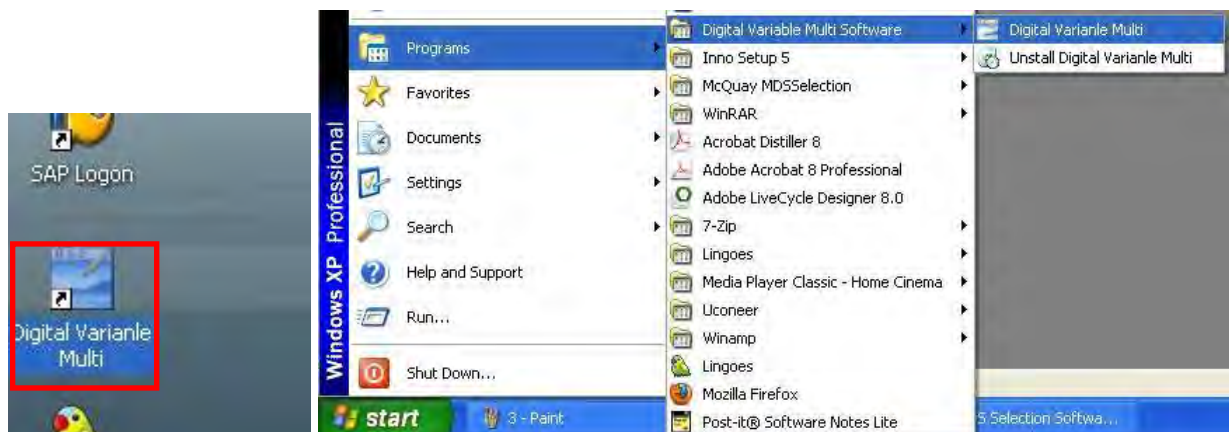 SAP Logon
Digital Varianle
Multi
Windows XP Professional
Programs
Favorites
Documents
Settings
Search
Help and Support
Run...
Shut Down...
Digital Variable Multi Software
Inno Setup 5
McQuay MDSSelection
WinRAR
Acrobat Distiller 8
Adobe Acrobat 8 Professional
Adobe LiveCycle Designer 8.0
7-Zip
Lingoes
Media Player Classic - Home Cinema
Uconeer
Winamp
Lingoes
Mozilla Firefox
Post-it® Software Notes Lite
Digital Varianle Multi
Unstall Digital Varianle Multi
start
3 - Paint
S Selection Softwa...